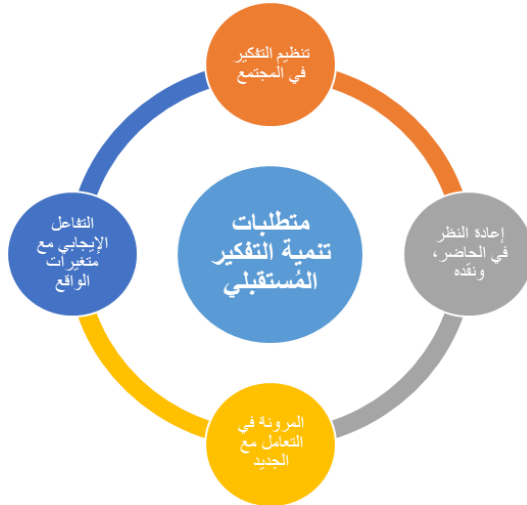 تنظيم التفكير
في المجتمع
إعادة النظر
في الحاضر،
ونقده
متطلبات
تنمية التفكير
المُستقبلي
التفاعل
الإيجابي مع
متغيرات
الواقع
المرونة في
التعامل مع
الجديد